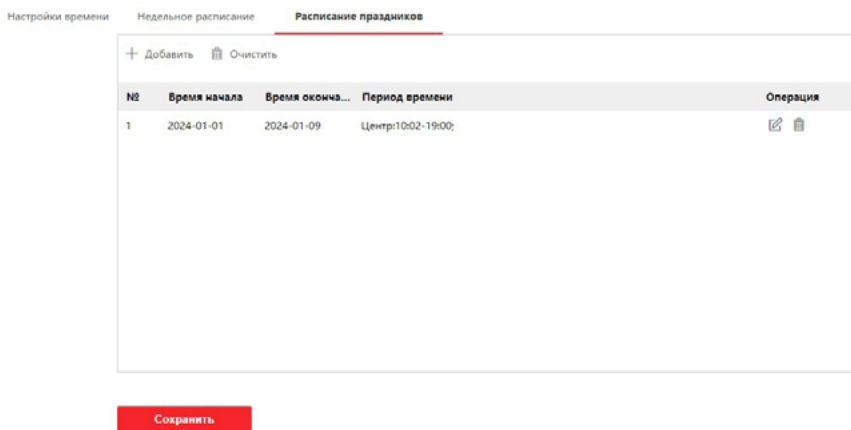 Настройки времени Недельное расписание Расписание праздников
Добавить Очистить
№ Время начала Время оконча... Период времени Операция
1 2024-01-01 2024-01-09 Центр:10:02-19:00;
Сохранить